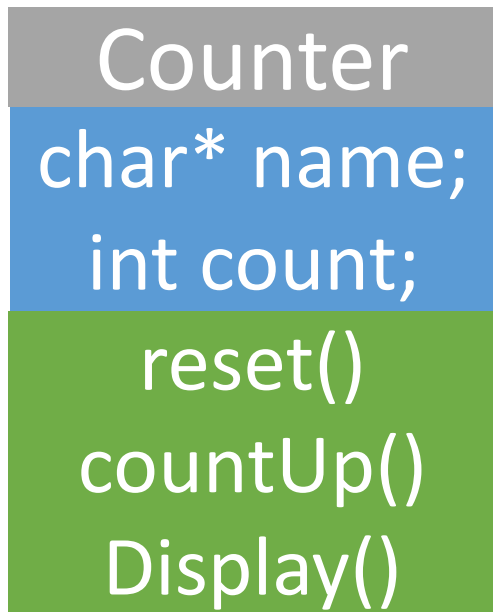 Counter
char* name;
int count;
reset()
countUp()
Display()